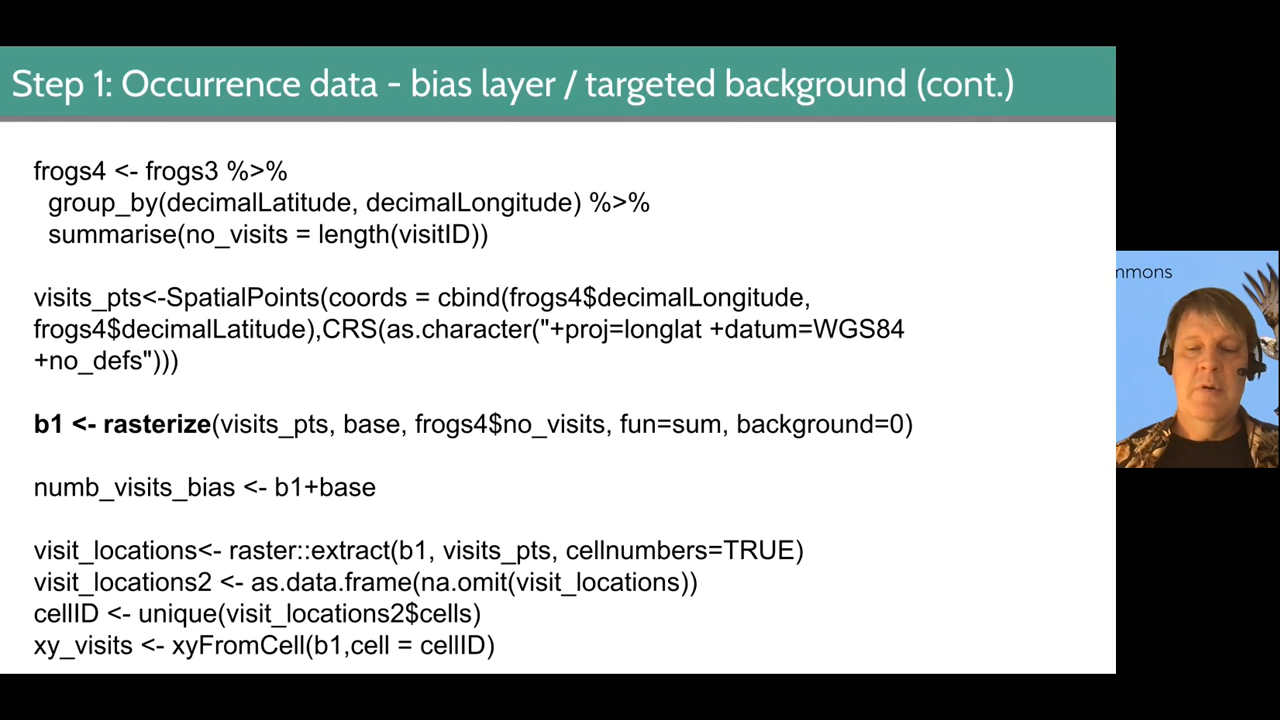 Step 1: Occurrence data - bias layer / targeted background (cont.)
frogs4 <- frogs3 %>%
group_by(decimalLatitude, decimalLongitude) %>%
summarise(no_visits = length(visitID))
visits_pts<-SpatialPoints(coords = cbind(frogs4$decimalLongitude,
frogs4$decimalLatitude),CRS(as.character("+proj=longlat +datum=WGS84
+no_defs")))
b1 <- rasterize(visits_pts, base, frogs4$no_visits, fun=sum, background=0)
numb_visits_bias <- b1+base
visit_locations<- raster::extract(b1, visits_pts, cellnumbers=TRUE)
visit_locations2 <- as.data.frame(na.omit(visit_locations))
cellID <- unique(visit_locations2$cells)
xy_visits <- xyFromCell(b1,cell = cellID)
mmons